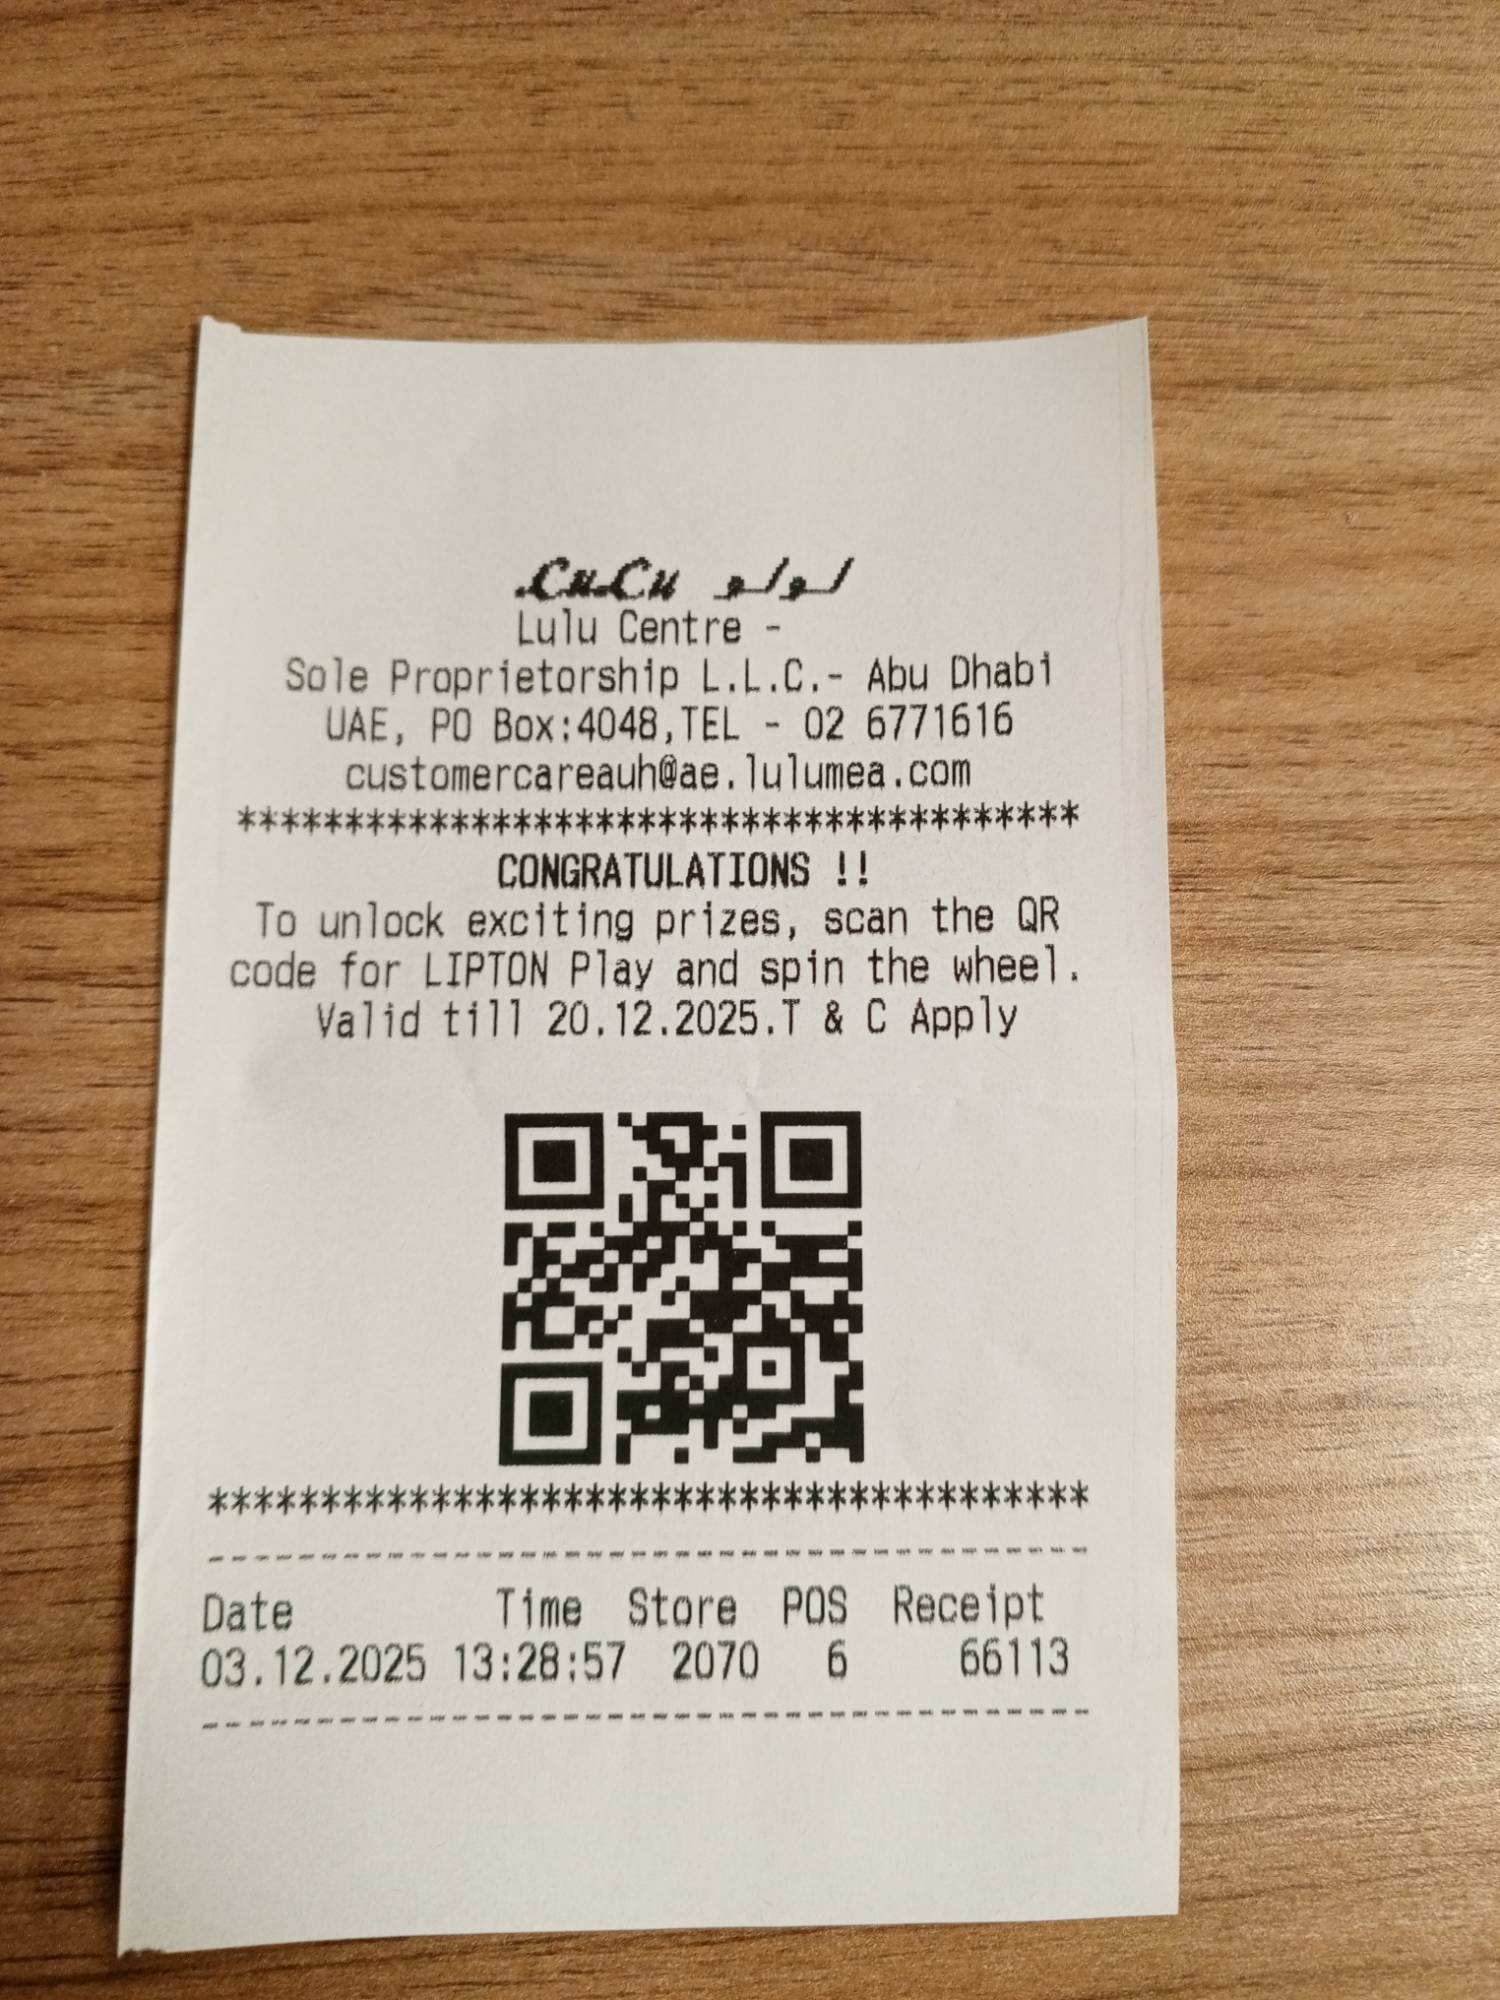 LuLu لولو
Lulu Centre -
Sole Proprietorship L.L.C.- Abu Dhabi
UAE, PO Box:4048,TEL - 02 6771616
customercareauh@ae.lulumea.com
****************************************
CONGRATULATIONS !!
To unlock exciting prizes, scan the QR
code for LIPTON Play and spin the wheel.
Valid till 20.12.2025.T & C Apply
****************************************
----------------------------------------
Date Time Store POS Receipt
03.12.2025 13:28:57 2070 6 66113
----------------------------------------